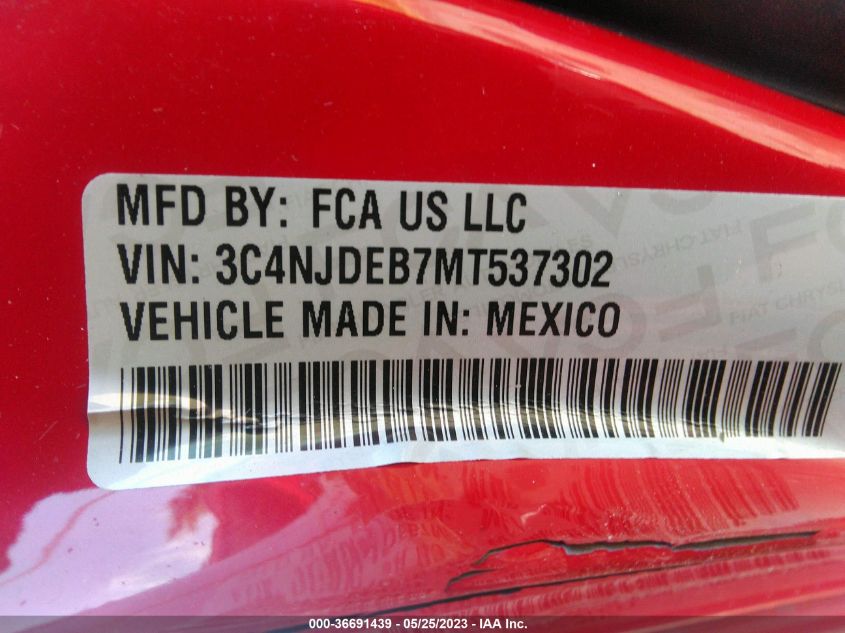 MFD BY: FCA US LLC
VIN: 3C4NJDEB7MT537302
VEHICLE MADE IN: MEXICO
000-36691439 — 05/25/2023 — IAA Inc.